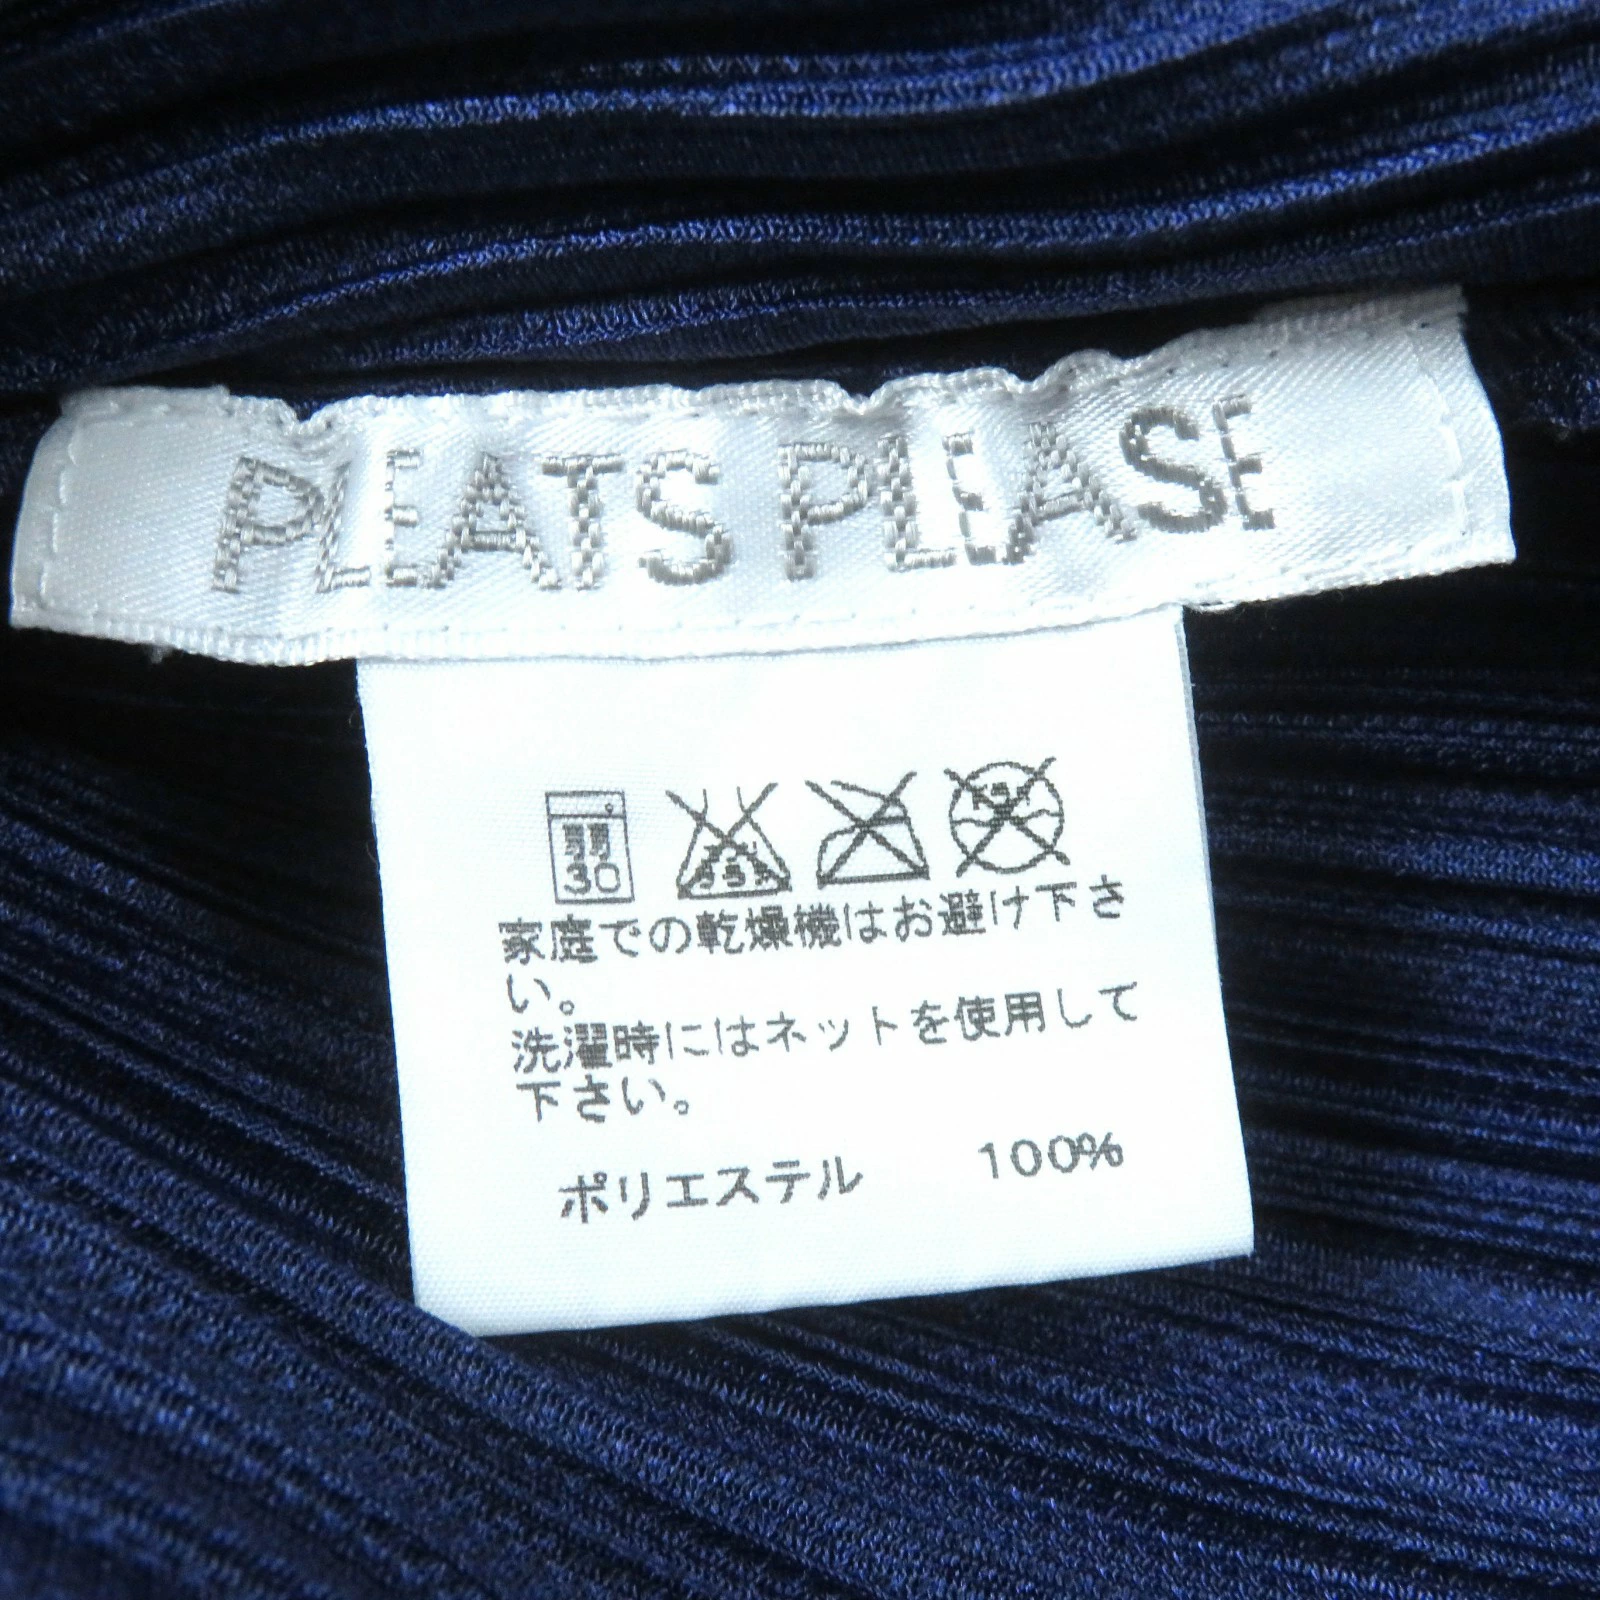 PLEATS PLEASE
弱
30
家庭での乾燥機はお避け下さ
い。
洗濯時にはネットを使用して
下さい。
ポリエステル 100%